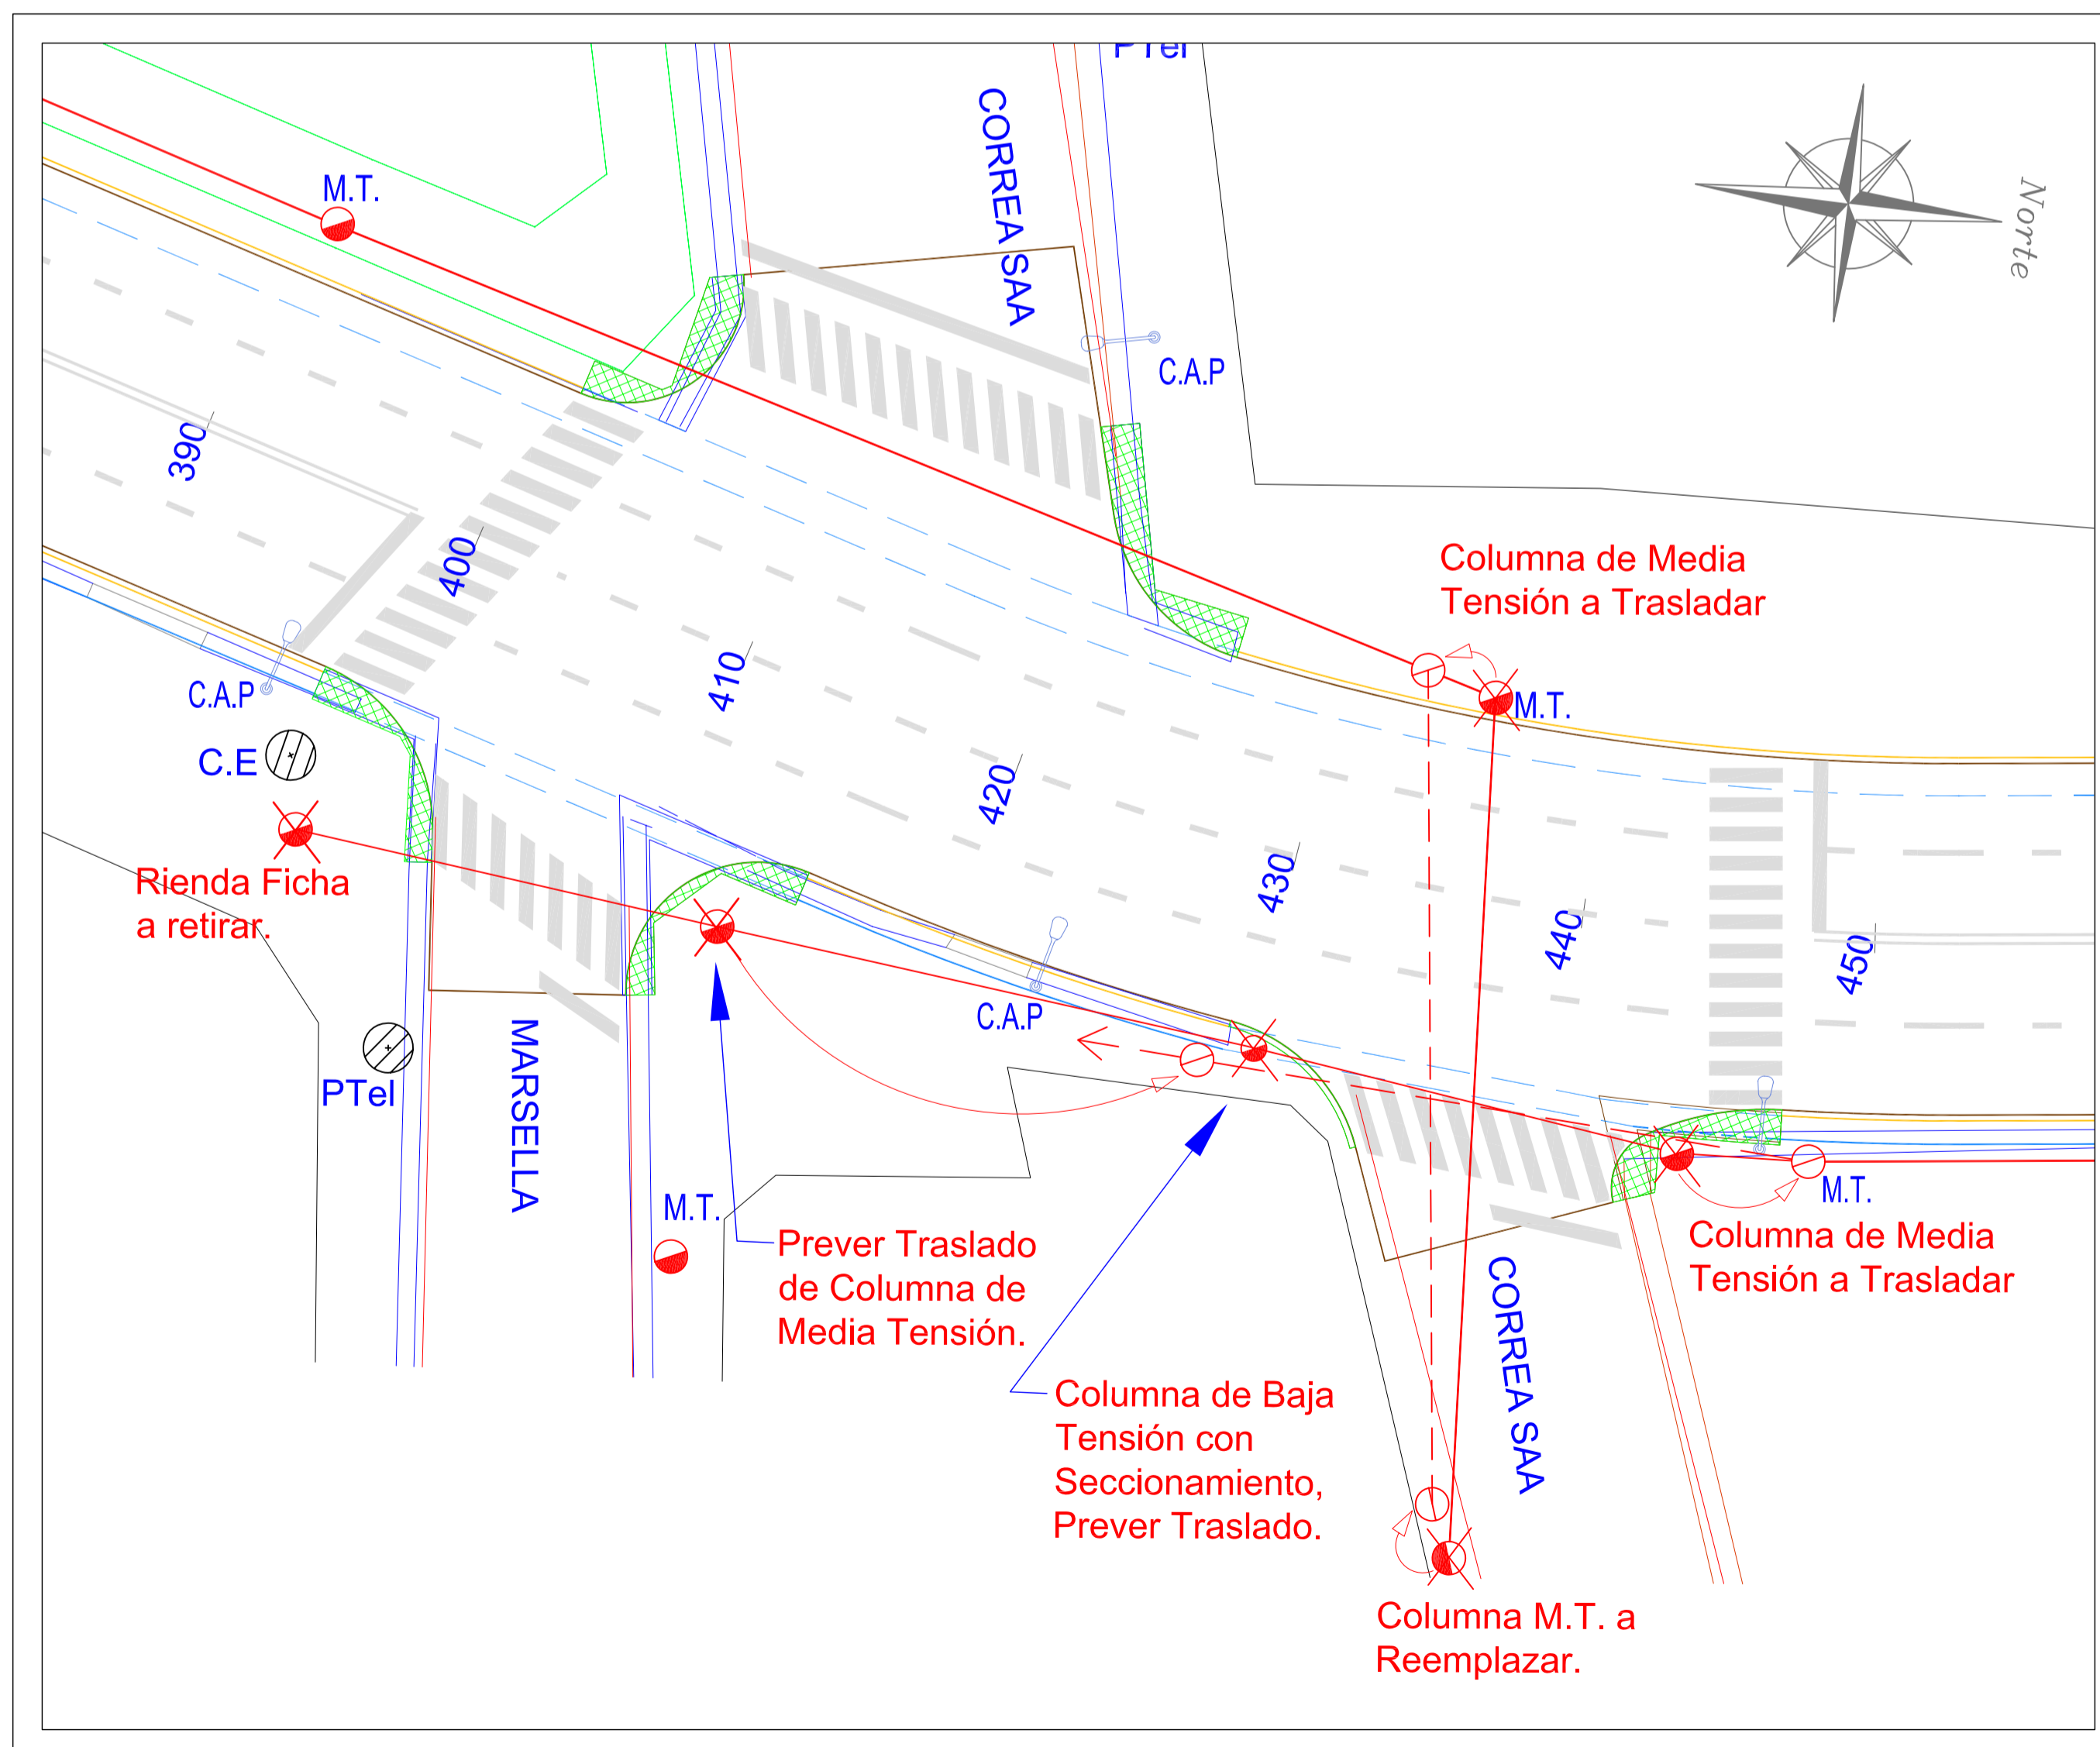 PTel
CORREA SAA
Norte
M.T.
C.A.P
390
400
410
420
430
440
450
Columna de Media
Tensión a Trasladar
M.T.
C.A.P
C.E
Rienda Ficha
a retirar.
C.A.P
PTel
MARSELLA
M.T.
Prever Traslado
de Columna de
Media Tensión.
M.T.
Columna de Media
Tensión a Trasladar
CORREA SAA
Columna de Baja
Tensión con
Seccionamiento,
Prever Traslado.
Columna M.T. a
Reemplazar.